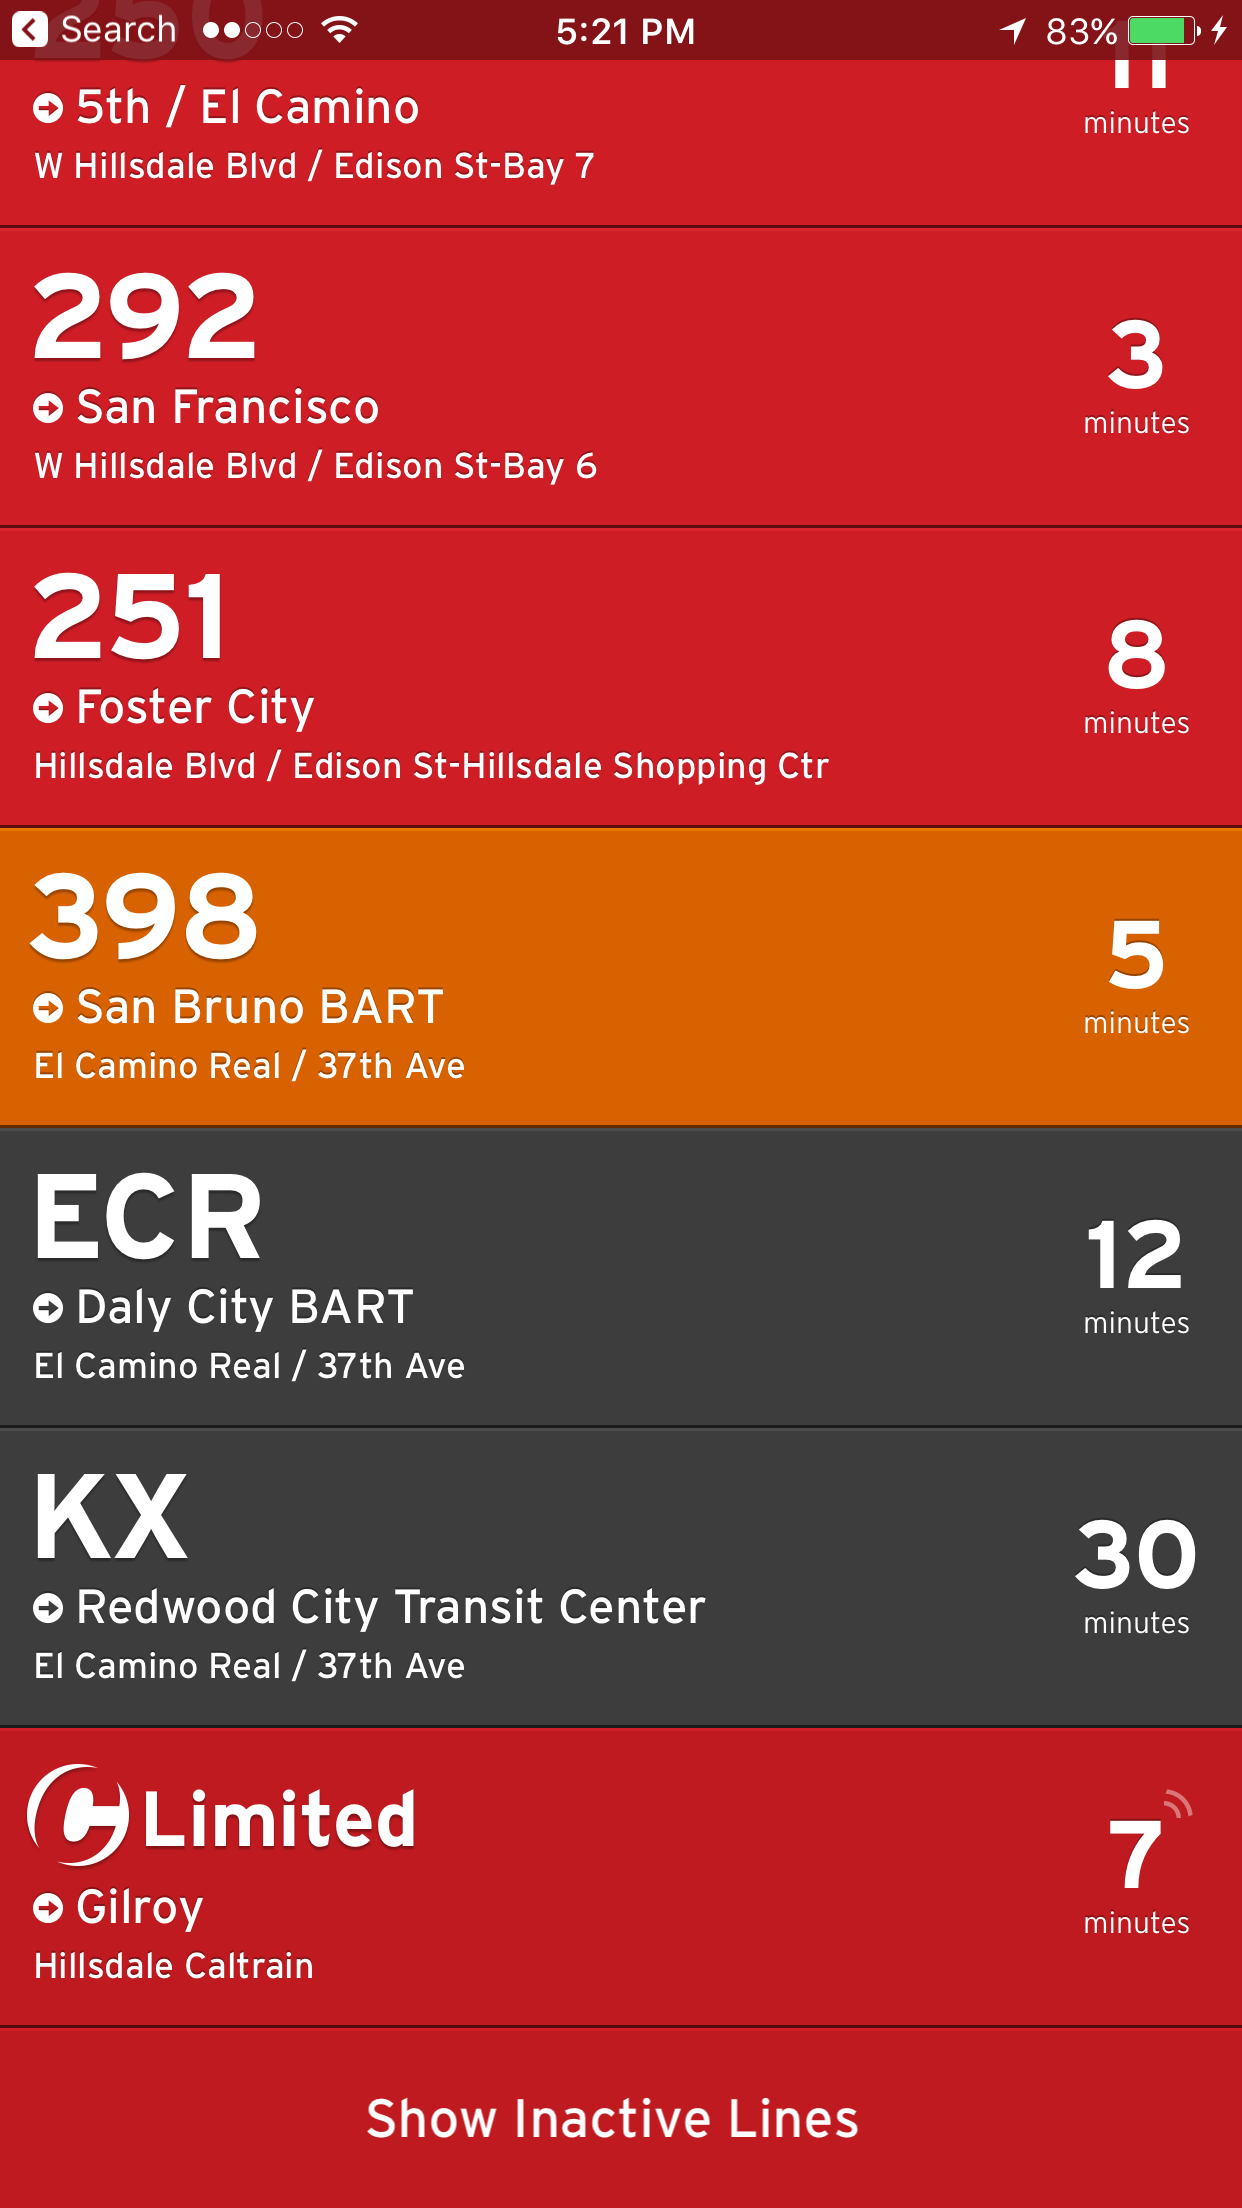 Search 5:21 PM 83%
250
5th / El Camino
W Hillsdale Blvd / Edison St-Bay 7
11
minutes
292
San Francisco
W Hillsdale Blvd / Edison St-Bay 6
3
minutes
251
Foster City
Hillsdale Blvd / Edison St-Hillsdale Shopping Ctr
8
minutes
398
San Bruno BART
El Camino Real / 37th Ave
5
minutes
ECR
Daly City BART
El Camino Real / 37th Ave
12
minutes
KX
Redwood City Transit Center
El Camino Real / 37th Ave
30
minutes
Limited
Gilroy
Hillsdale Caltrain
7
minutes
Show Inactive Lines